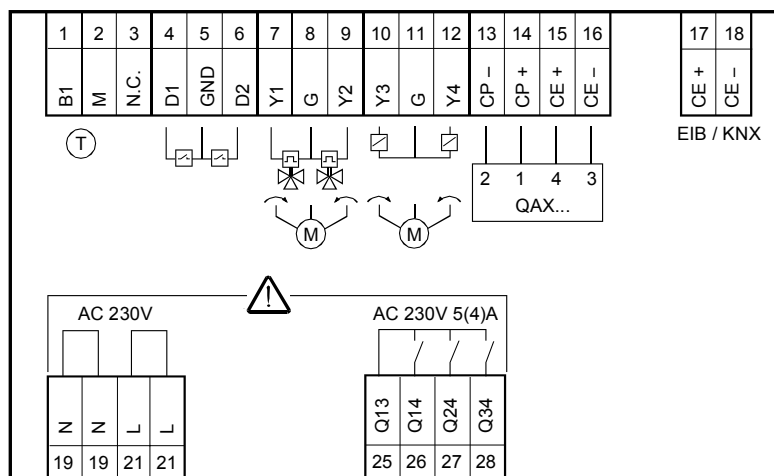 1 2 3 4 5 6 7 8 9 10 11 12 13 14 15 16 17 18
B1 M N.C. D1 GND D2 Y1 G Y2 Y3 G Y4 CP – CP + CE + CE – CE + CE –
T
EIB / KNX
2 1 4 3
QAX...
M M
AC 230V AC 230V 5(4)A
N N L L Q13 Q14 Q24 Q34
19 19 21 21 25 26 27 28